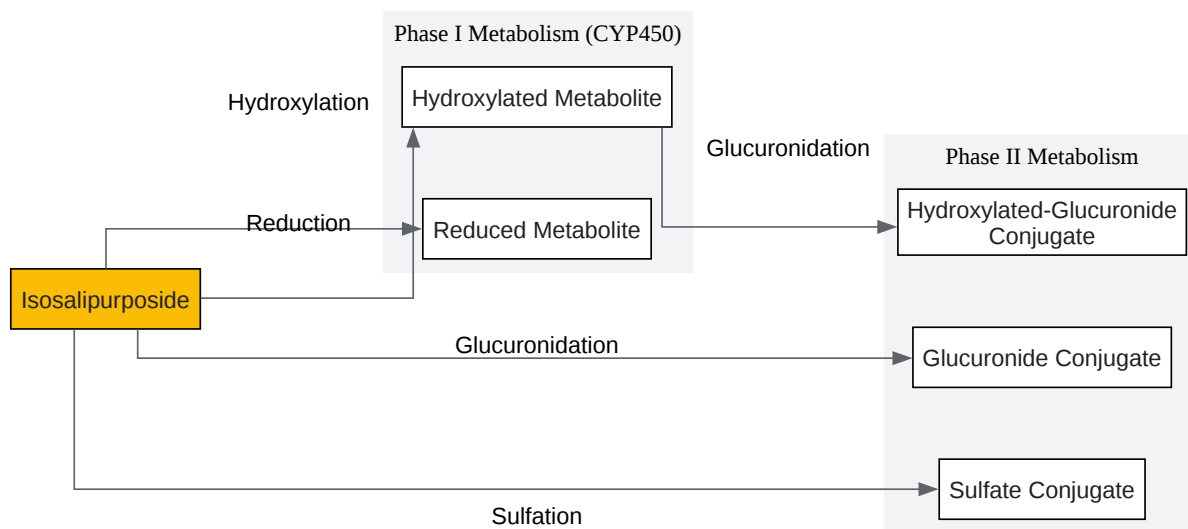 Phase I Metabolism (CYP450)
Hydroxylation
Hydroxylated Metabolite
Glucuronidation
Phase II Metabolism
Reduction
Reduced Metabolite
Hydroxylated-Glucuronide
Conjugate
Isosalipurposide
Glucuronidation
Glucuronide Conjugate
Sulfate Conjugate
Sulfation